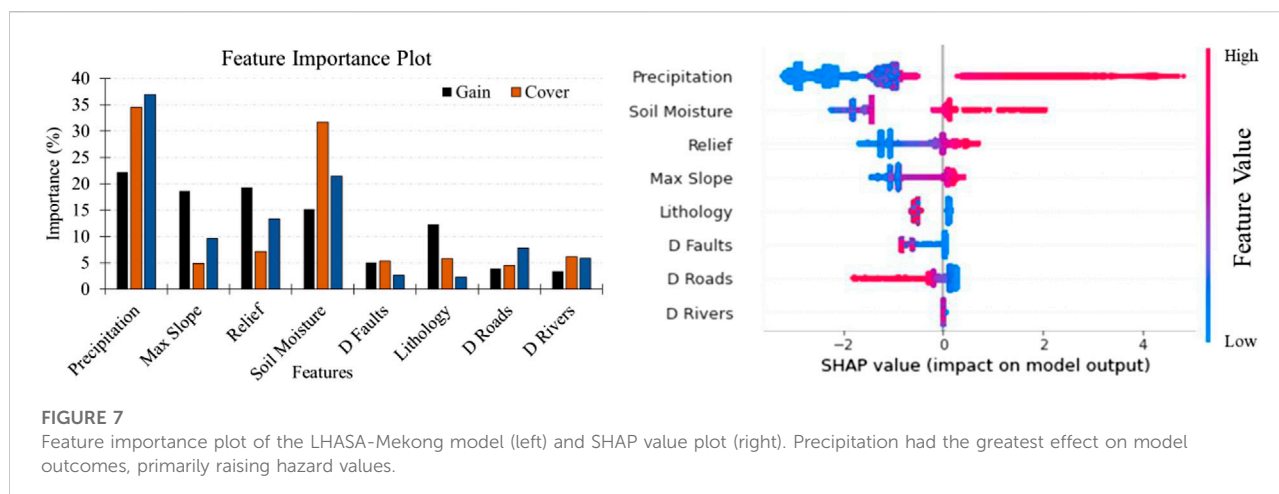 Feature Importance Plot
Gain Cover
Importance (%)
40
35
30
25
20
15
10
5
0
Precipitation
Max Slope
Relief
Soil Moisture
D Faults
Lithology
D Roads
D Rivers
Features
Precipitation
Soil Moisture
Relief
Max Slope
Lithology
D Faults
D Roads
D Rivers
−2 0 2 4
SHAP value (impact on model output)
High
Feature Value
Low
FIGURE 7
Feature importance plot of the LHASA-Mekong model (left) and SHAP value plot (right). Precipitation had the greatest effect on model
outcomes, primarily raising hazard values.